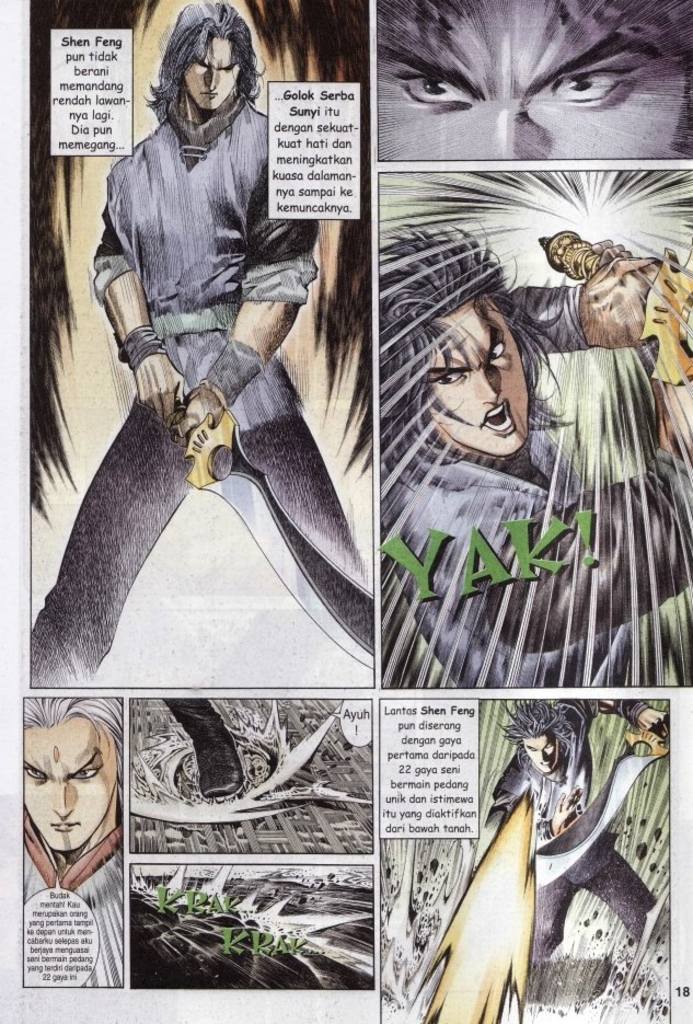 Shen Feng
pun tidak
berani
memandang
rendah lawan-
nya lagi.
Dia pun
memegang...
...Golok Serba
Sunyi itu
dengan sekuat-
kuat hati dan
meningkatkan
kuasa dalaman-
nya sampai ke
kemuncaknya.
YAK!
Budak
mentah! Kau
merupakan orang
yang pertama tampil
ke depan untuk men-
cabarku selepas aku
berjaya menguasai
seni bermain pedang
yang terdiri daripada
22 gaya ini
Ayuh
!
KRAK
KRAK...
Lantas Shen Feng
pun diserang
dengan gaya
pertama daripada
22 gaya seni
bermain pedang
unik dan istimewa
itu yang diaktifkan
dari bawah tanah.
18